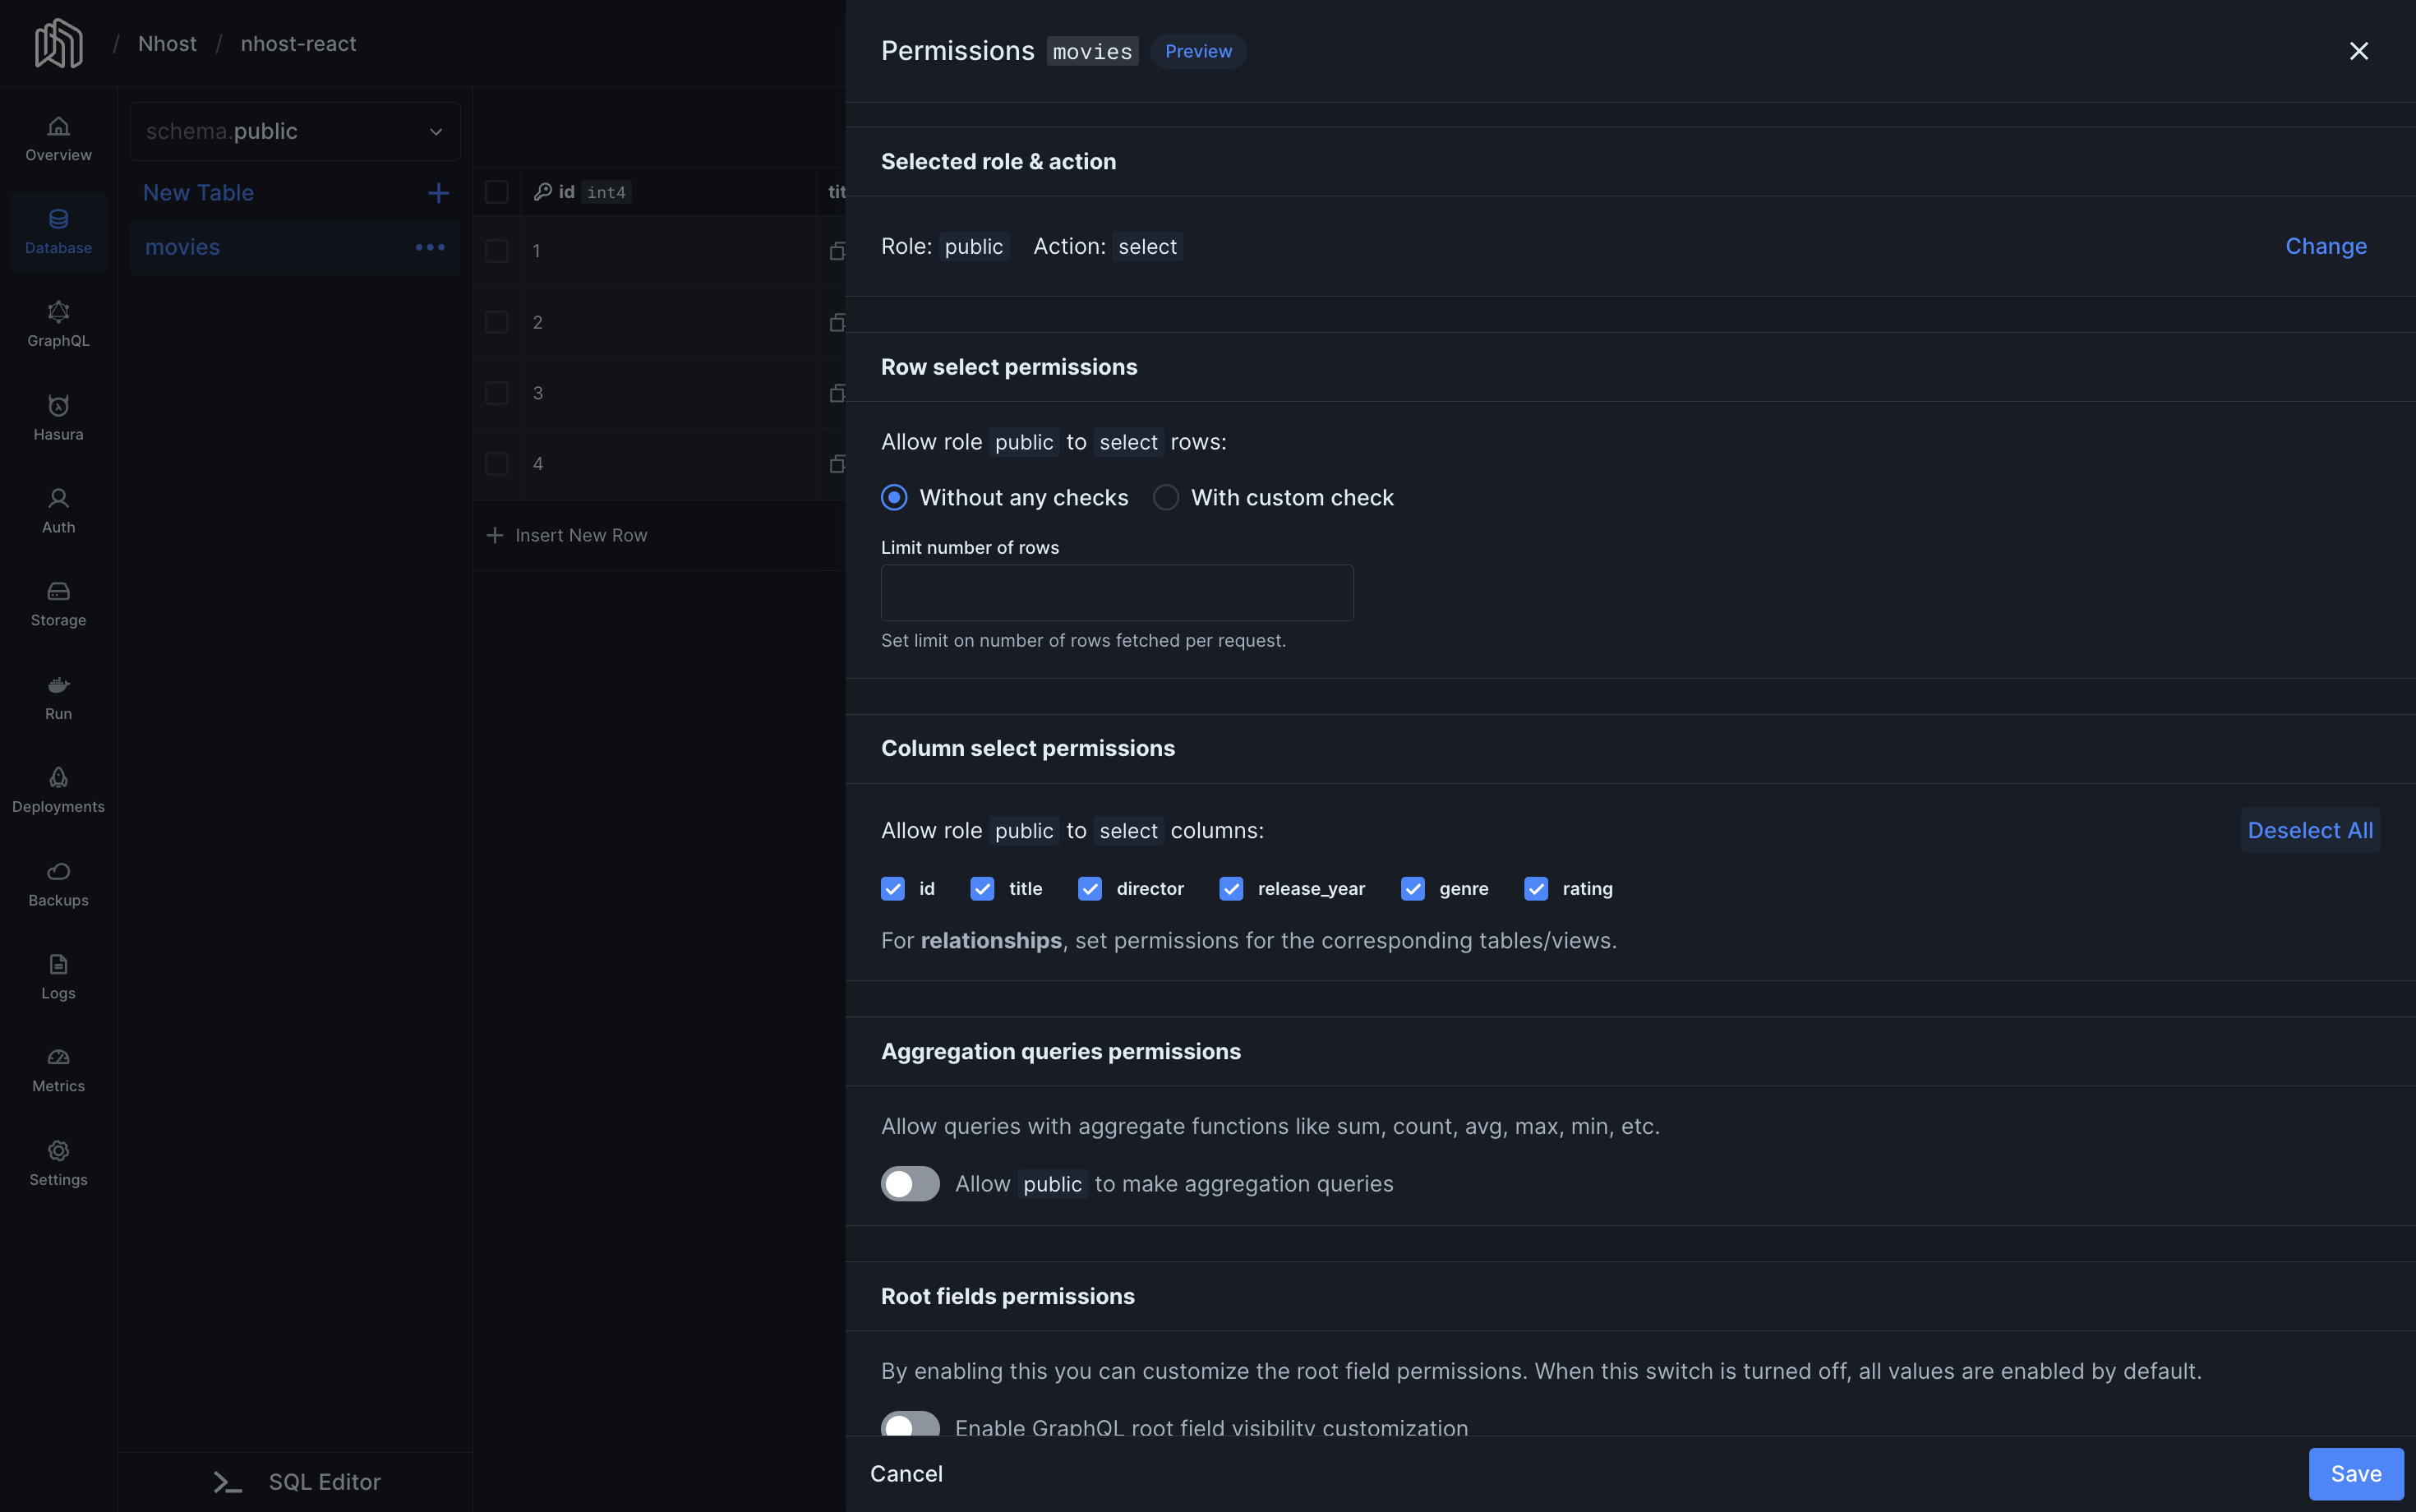 / Nhost / nhost-react
Overview
Database
GraphQL
Hasura
Auth
Storage
Run
Deployments
Backups
Logs
Metrics
Settings
schema.public
New Table
movies
SQL Editor
id int4
tit
1
2
3
4
Insert New Row
Permissions movies Preview
Selected role & action
Role: public Action: select
Change
Row select permissions
Allow role public to select rows:
Without any checks With custom check
Limit number of rows
Set limit on number of rows fetched per request.
Column select permissions
Allow role public to select columns:
Deselect All
id title director release_year genre rating
For relationships, set permissions for the corresponding tables/views.
Aggregation queries permissions
Allow queries with aggregate functions like sum, count, avg, max, min, etc.
Allow public to make aggregation queries
Root fields permissions
By enabling this you can customize the root field permissions. When this switch is turned off, all values are enabled by default.
Enable GraphQL root field visibility customization
Cancel
Save